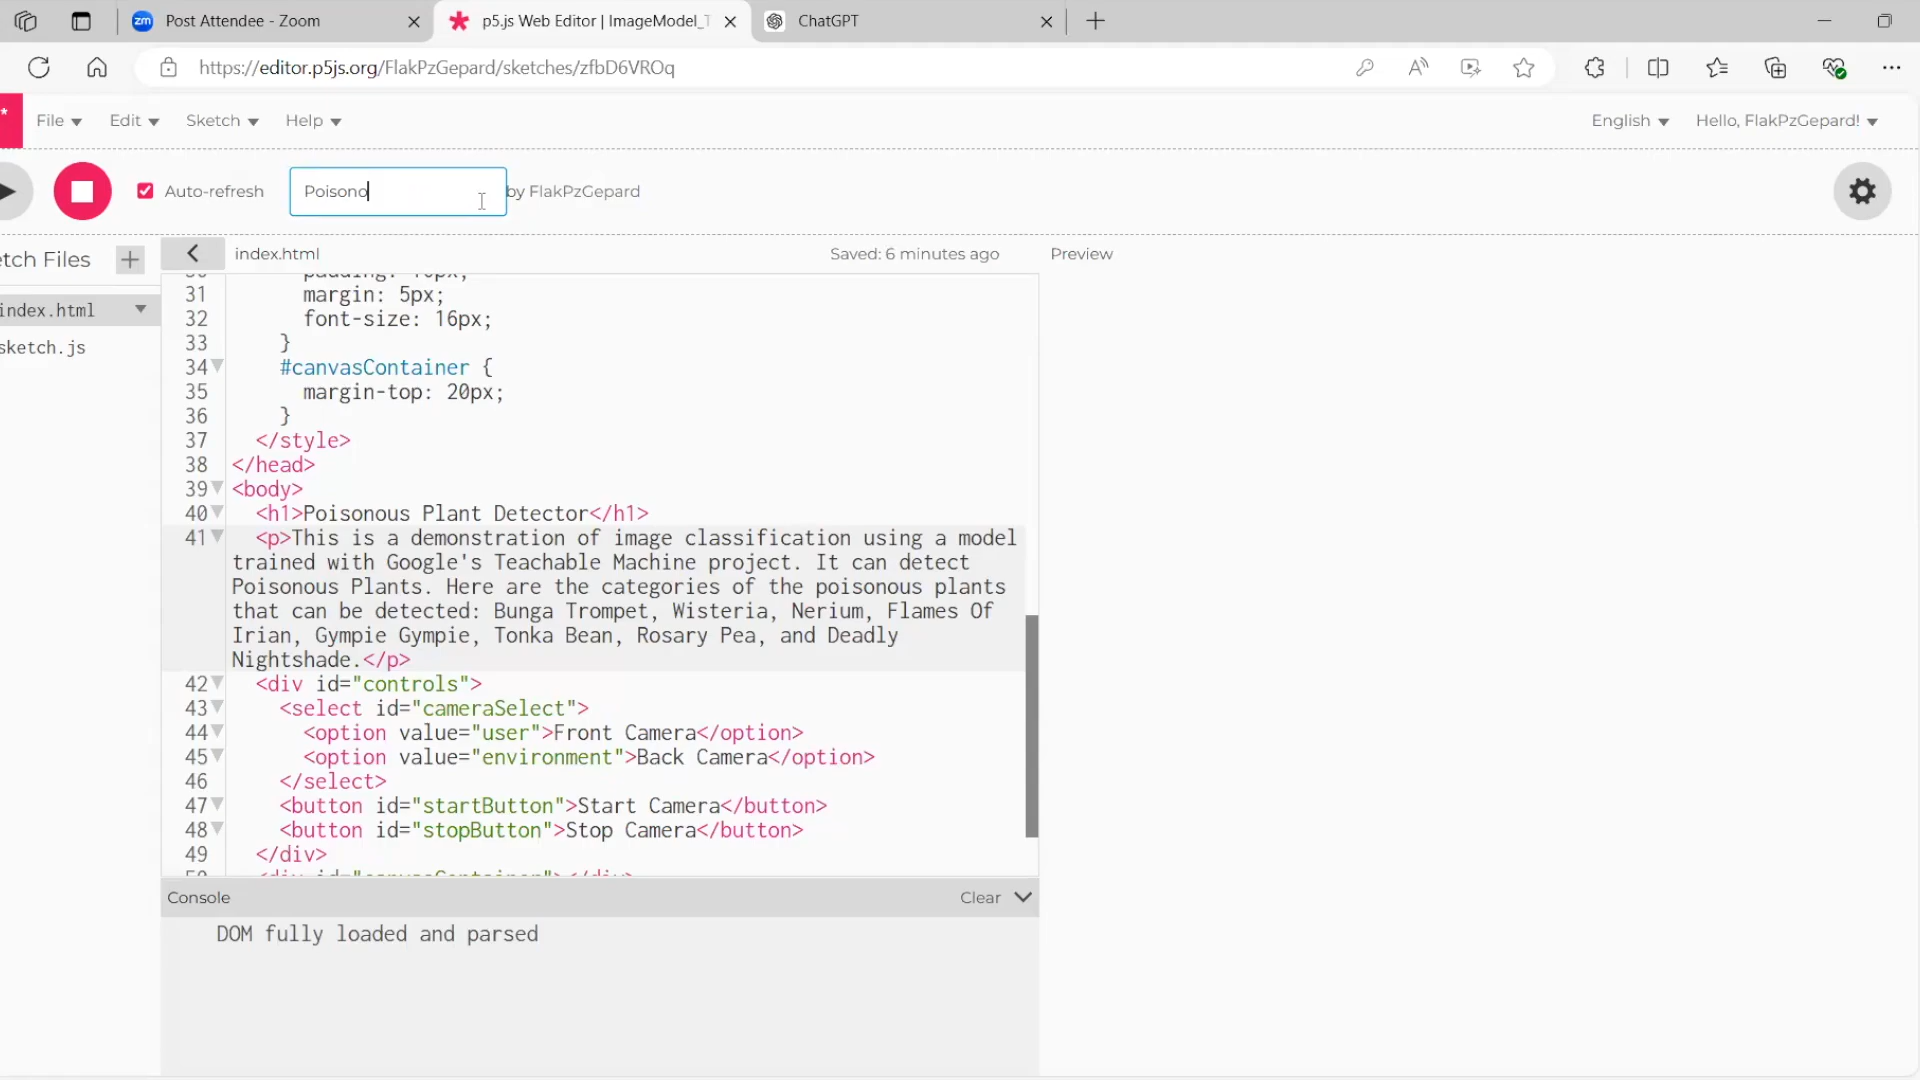 zm Post Attendee - Zoom
p5.js Web Editor | ImageModel_T
ChatGPT
https://editor.p5js.org/FlakPzGepard/sketches/zfbD6VROq
File Edit Sketch Help
English Hello, FlakPzGepard!
Auto-refresh Poisono by FlakPzGepard
etch Files +
index.html
sketch.js
index.html Saved: 6 minutes ago Preview
31 margin: 5px;
32 font-size: 16px;
33 }
34 #canvasContainer {
35 margin-top: 20px;
36 }
37 </style>
38 </head>
39 <body>
40 <h1>Poisonous Plant Detector</h1>
41 <p>This is a demonstration of image classification using a model
trained with Google's Teachable Machine project. It can detect
Poisonous Plants. Here are the categories of the poisonous plants
that can be detected: Bunga Trompet, Wisteria, Nerium, Flames Of
Irian, Gympie Gympie, Tonka Bean, Rosary Pea, and Deadly
Nightshade.</p>
42 <div id="controls">
43 <select id="cameraSelect">
44 <option value="user">Front Camera</option>
45 <option value="environment">Back Camera</option>
46 </select>
47 <button id="startButton">Start Camera</button>
48 <button id="stopButton">Stop Camera</button>
49 </div>
Console Clear
DOM fully loaded and parsed